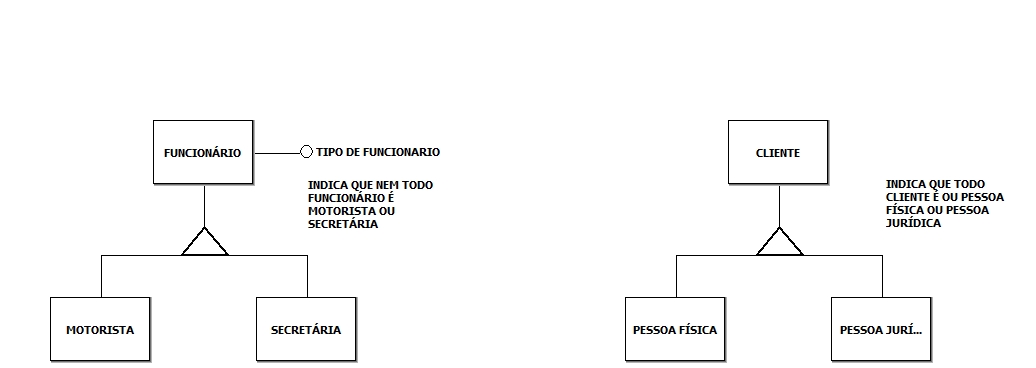 FUNCIONÁRIO
TIPO DE FUNCIONARIO
INDICA QUE NEM TODO
FUNCIONÁRIO É
MOTORISTA OU
SECRETÁRIA
MOTORISTA
SECRETÁRIA
CLIENTE
INDICA QUE TODO
CLIENTE É OU PESSOA
FÍSICA OU PESSOA
JURÍDICA
PESSOA FÍSICA
PESSOA JURÍ...